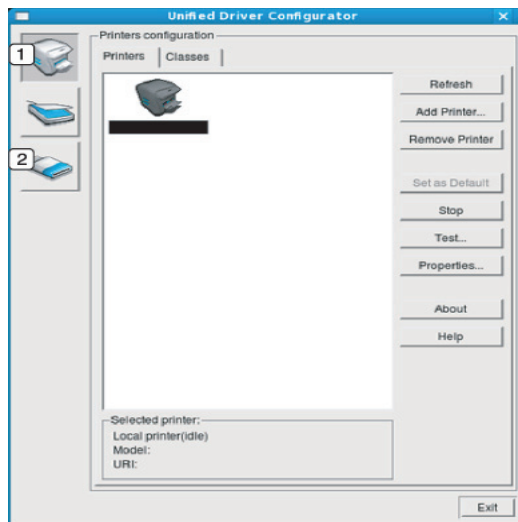 Unified Driver Configurator
1
2
Printers configuration
Printers
Classes
Refresh
Add Printer...
Remove Printer
Set as Default
Stop
Test...
Properties...
About
Help
Selected printer:
Local printer(idle)
Model:
URI:
Exit